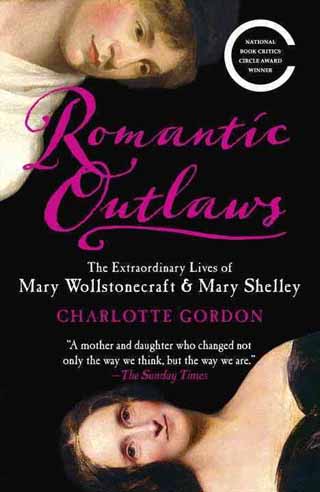 NATIONAL
BOOK CRITICS
CIRCLE AWARD
WINNER
Romantic
Outlaws
The Extraordinary Lives of
Mary Wollstonecraft & Mary Shelley
CHARLOTTE GORDON
"A mother and daughter who changed not
only the way we think, but the way we are."
—The Sunday Times